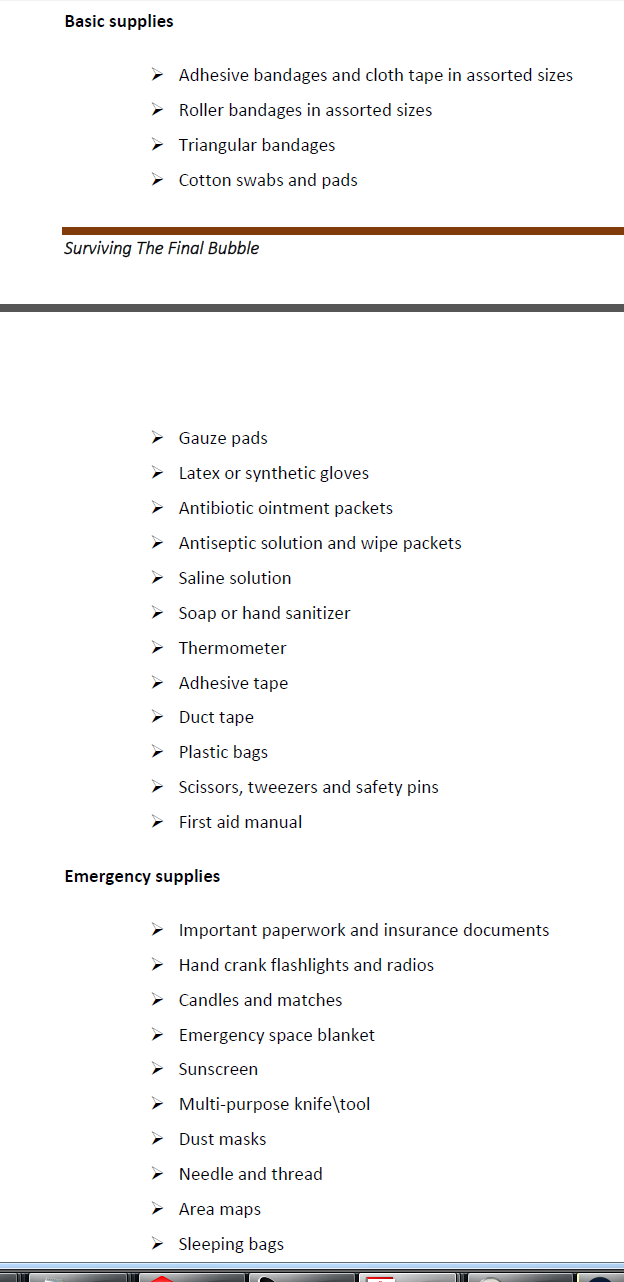 Basic supplies
➢ Adhesive bandages and cloth tape in assorted sizes
➢ Roller bandages in assorted sizes
➢ Triangular bandages
➢ Cotton swabs and pads
Surviving The Final Bubble
➢ Gauze pads
➢ Latex or synthetic gloves
➢ Antibiotic ointment packets
➢ Antiseptic solution and wipe packets
➢ Saline solution
➢ Soap or hand sanitizer
➢ Thermometer
➢ Adhesive tape
➢ Duct tape
➢ Plastic bags
➢ Scissors, tweezers and safety pins
➢ First aid manual
Emergency supplies
➢ Important paperwork and insurance documents
➢ Hand crank flashlights and radios
➢ Candles and matches
➢ Emergency space blanket
➢ Sunscreen
➢ Multi-purpose knife\tool
➢ Dust masks
➢ Needle and thread
➢ Area maps
➢ Sleeping bags